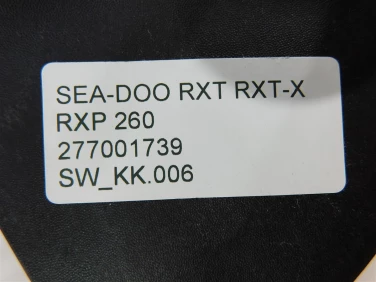 SEA-DOO RXT RXT-X
RXP 260
277001739
SW_KK.006